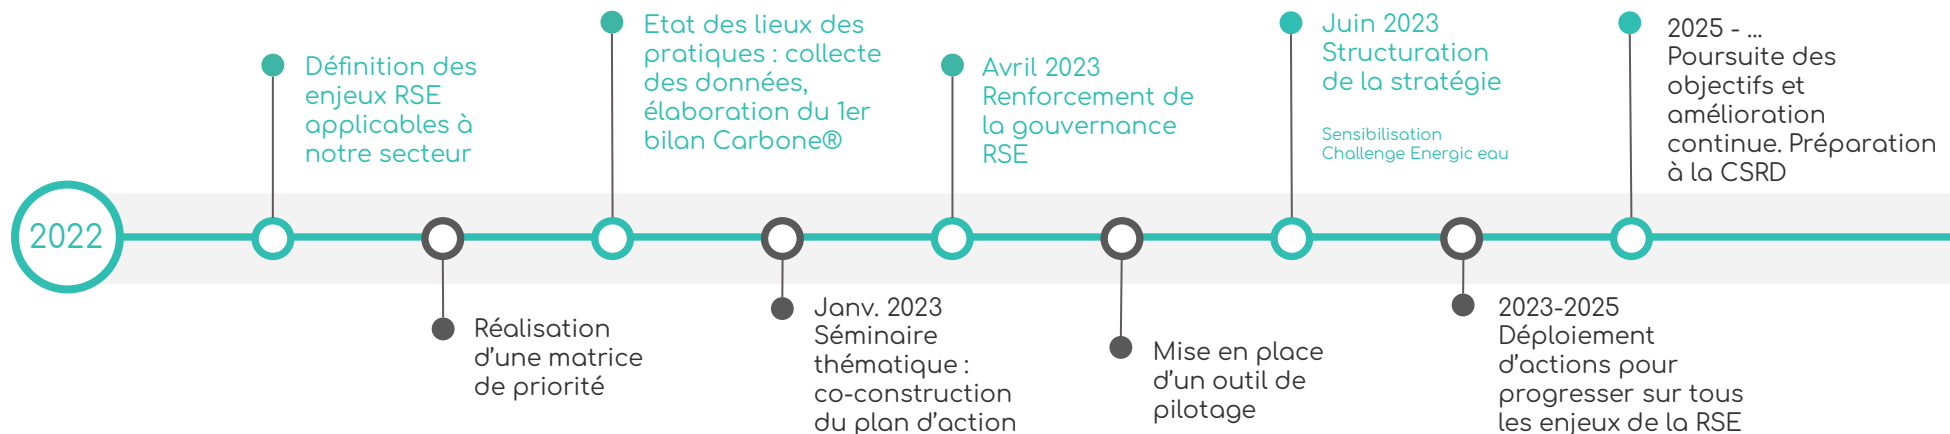 2022
Définition des
enjeux RSE
applicables à
notre secteur
Réalisation
d'une matrice
de priorité
Etat des lieux des
pratiques : collecte
des données,
élaboration du 1er
bilan Carbone®
Janv. 2023
Séminaire
thématique :
co-construction
du plan d'action
Avril 2023
Renforcement de
la gouvernance
RSE
Mise en place
d'un outil de
pilotage
Juin 2023
Structuration
de la stratégie
Sensibilisation
Challenge Energic eau
2023-2025
Déploiement
d'actions pour
progresser sur tous
les enjeux de la RSE
2025 - ...
Poursuite des
objectifs et
amélioration
continue. Préparation
à la CSRD